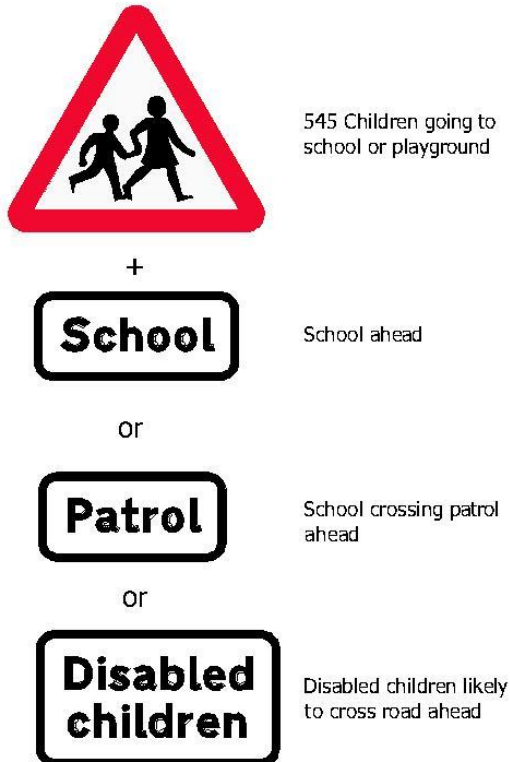 545 Children going to
school or playground
+
School
School ahead
or
Patrol
School crossing patrol
ahead
or
Disabled
children
Disabled children likely
to cross road ahead